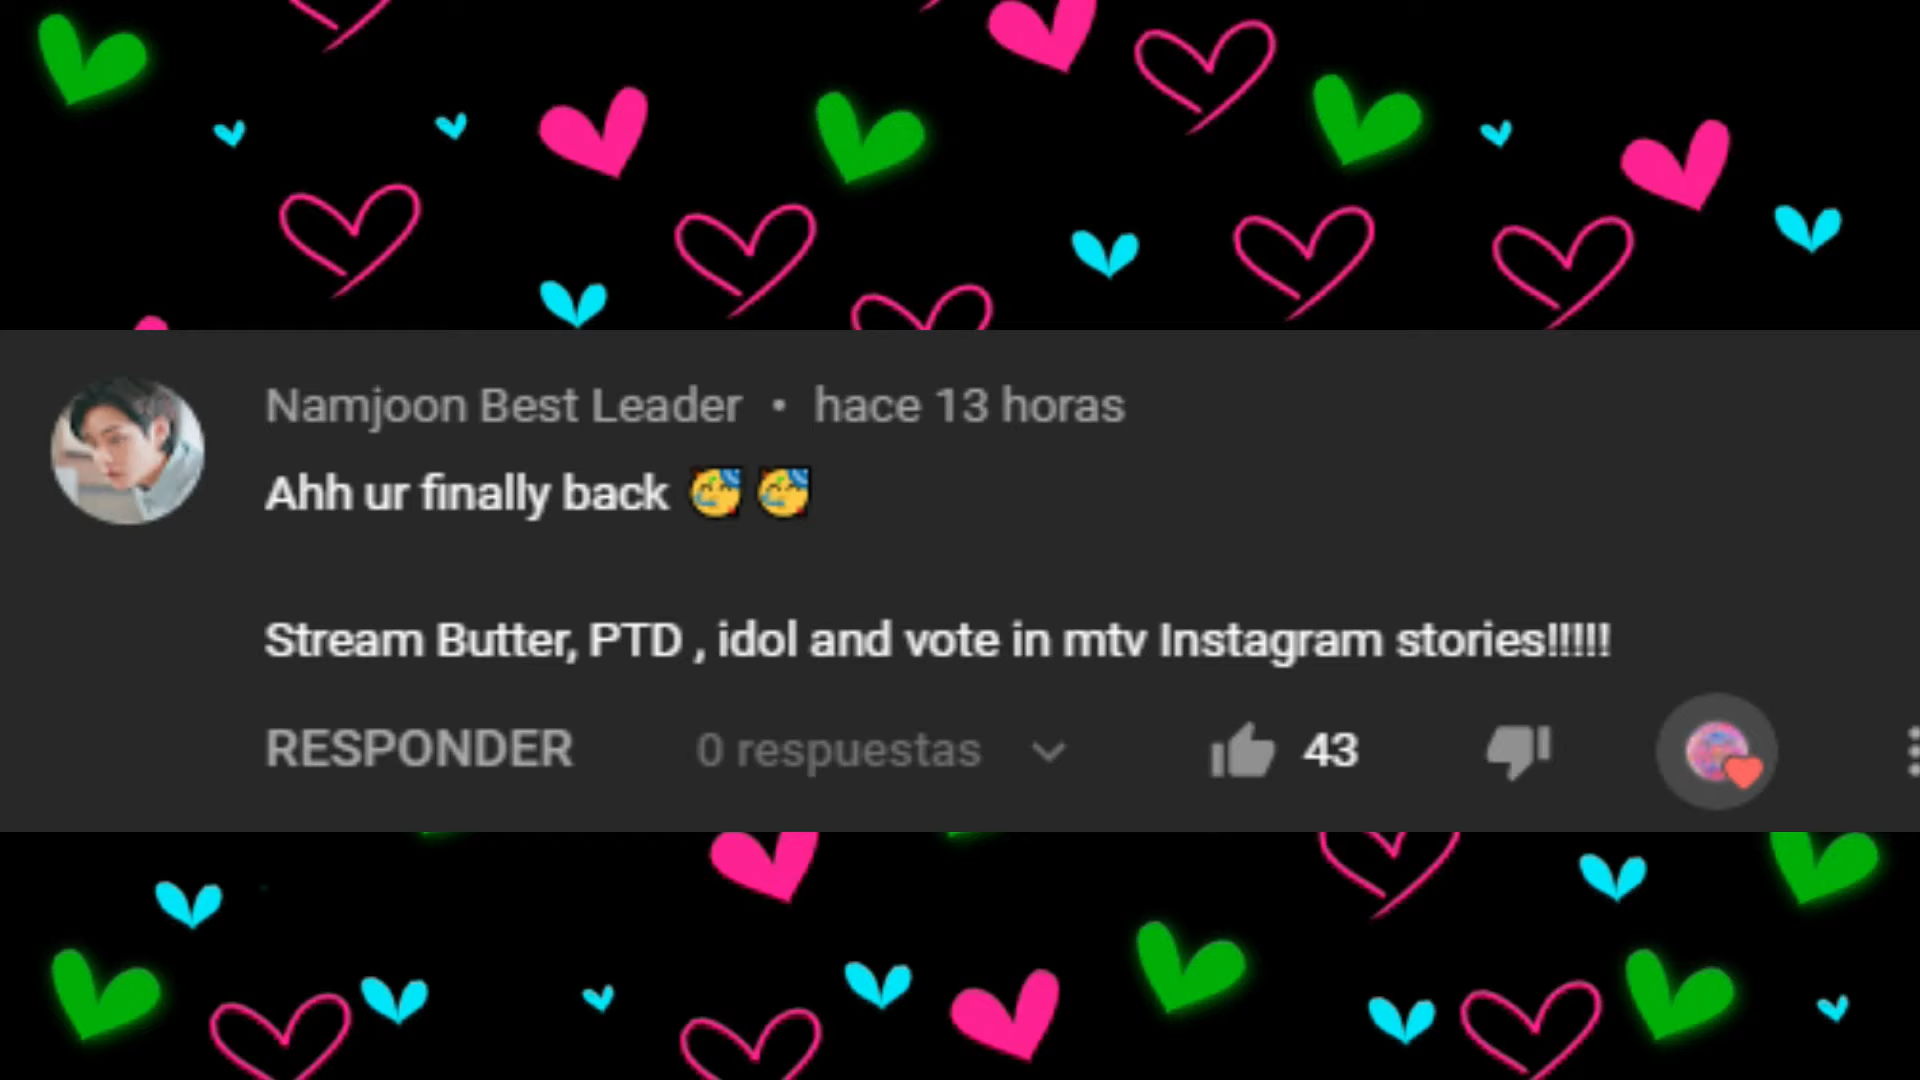 Namjoon Best Leader • hace 13 horas
Ahh ur finally back 🥳 🥳
Stream Butter, PTD , idol and vote in mtv Instagram stories!!!!!
RESPONDER 0 respuestas 43